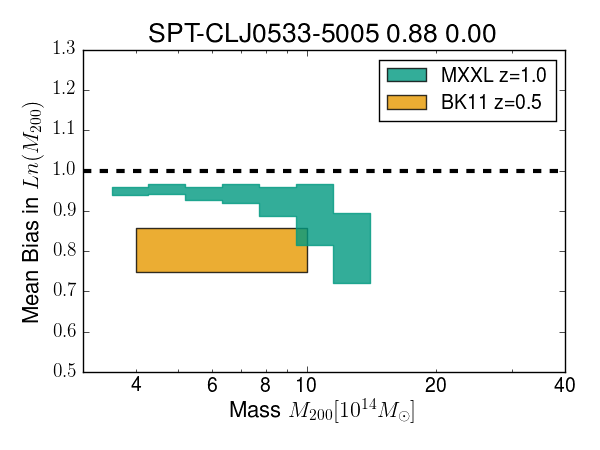 SPT-CLJ0533-5005 0.88 0.00
MXXL z=1.0
BK11 z=0.5
Mean Bias in Ln(M200)
1.3
1.2
1.1
1.0
0.9
0.8
0.7
0.6
0.5
4 6 8 10 20 40
Mass M200[10^14 M⊙]